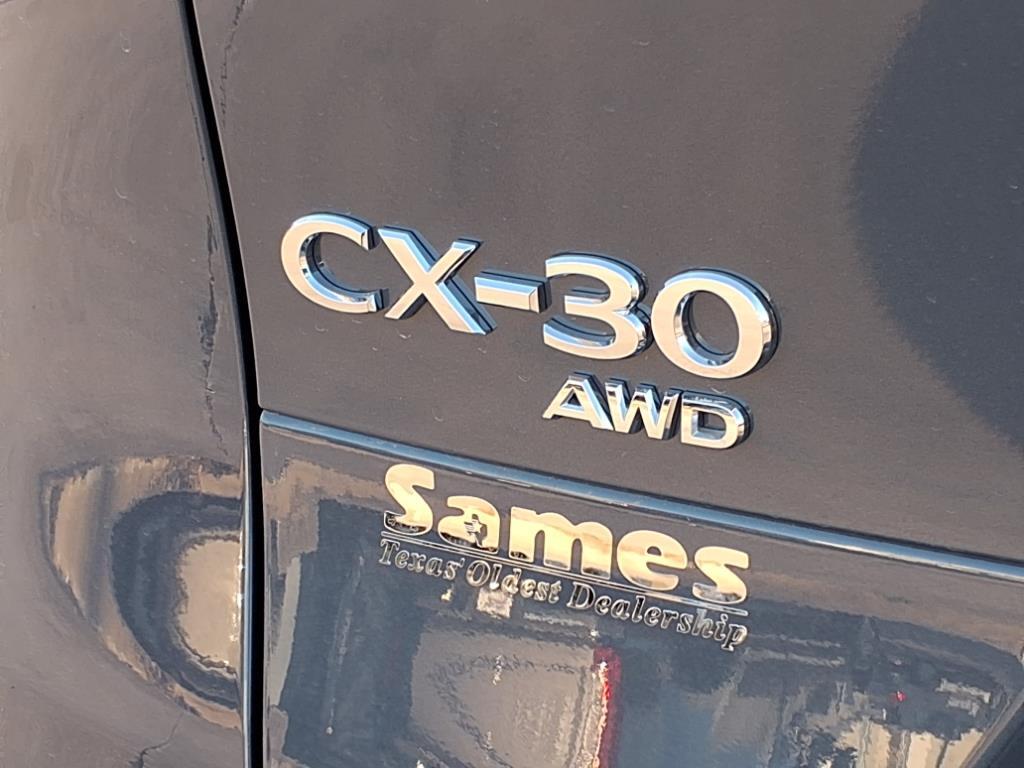 CX-30
AWD
Sames
Texas' Oldest Dealership